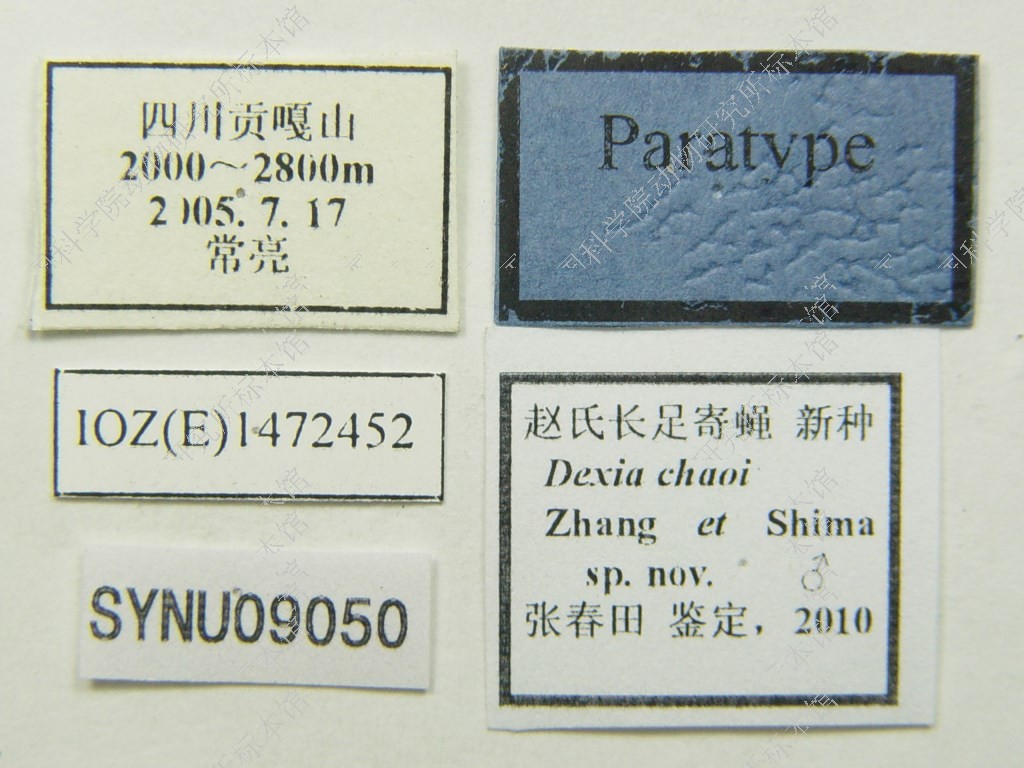 四川贡嘎山
2000～2800m
2005. 7. 17
常亮
Paratype
IOZ(E)1472452
SYNU09050
赵氏长足寄蝇 新种
Dexia chaoi
Zhang et Shima
sp. nov. ♂
张春田 鉴定, 2010